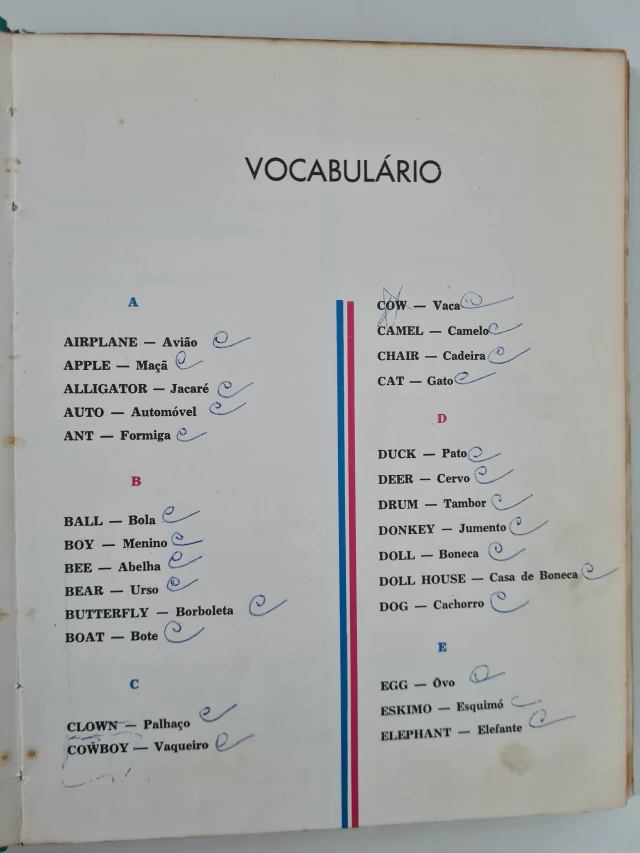 VOCABULÁRIO
A
AIRPLANE — Avião
APPLE — Maçã
ALLIGATOR — Jacaré
AUTO — Automóvel
ANT — Formiga
B
BALL — Bola
BOY — Menino
BEE — Abelha
BEAR — Urso
BUTTERFLY — Borboleta
BOAT — Bote
C
CLOWN — Palhaço
COWBOY — Vaqueiro
COW — Vaca
CAMEL — Camelo
CHAIR — Cadeira
CAT — Gato
D
DUCK — Pato
DEER — Cervo
DRUM — Tambor
DONKEY — Jumento
DOLL — Boneca
DOLL HOUSE — Casa de Boneca
DOG — Cachorro
E
EGG — Ôvo
ESKIMO — Esquimó
ELEPHANT — Elefante